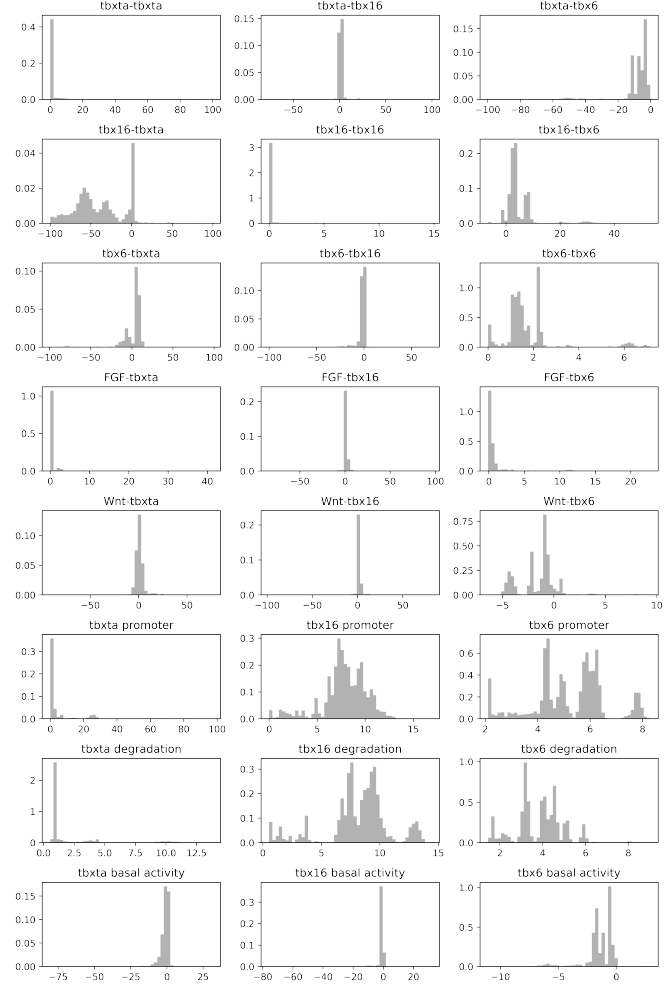 tbxta-tbxta tbxta-tbx16 tbxta-tbx6
0.4 0.2 0.0
0 20 40 60 80 100
0.15 0.10 0.05 0.00
−50 0 50 100
0.15 0.10 0.05 0.00
−100 −80 −60 −40 −20 0
tbx16-tbxta tbx16-tbx16 tbx16-tbx6
0.04 0.02 0.00
−100 −50 0 50 100
3 2 1 0
0 5 10 15
0.2 0.1 0.0
0 20 40
tbx6-tbxta tbx6-tbx16 tbx6-tbx6
0.10 0.05 0.00
−100 −50 0 50 100
0.10 0.05 0.00
−100 −50 0 50
1.0 0.5 0.0
0 2 4 6
FGF-tbxta FGF-tbx16 FGF-tbx6
1.0 0.5 0.0
0 10 20 30 40
0.2 0.1 0.0
−50 0 50 100
1.0 0.5 0.0
0 5 10 15 20
Wnt-tbxta Wnt-tbx16 Wnt-tbx6
0.10 0.05 0.00
−50 0 50
0.2 0.1 0.0
−100 −50 0 50
0.75 0.50 0.25 0.00
−5 0 5 10
tbxta promoter tbx16 promoter tbx6 promoter
0.3 0.2 0.1 0.0
0 20 40 60 80 100
0.3 0.2 0.1 0.0
0 5 10 15
0.6 0.4 0.2 0.0
2 4 6 8
tbxta degradation tbx16 degradation tbx6 degradation
2 1 0
0.0 2.5 5.0 7.5 10.0 12.5
0.3 0.2 0.1 0.0
0 5 10 15
1.0 0.5 0.0
2 4 6 8
tbxta basal activity tbx16 basal activity tbx6 basal activity
0.15 0.10 0.05 0.00
−75 −50 −25 0 25
0.3 0.2 0.1 0.0
−80 −60 −40 −20 0 20 40
1.0 0.5 0.0
−10 −5 0